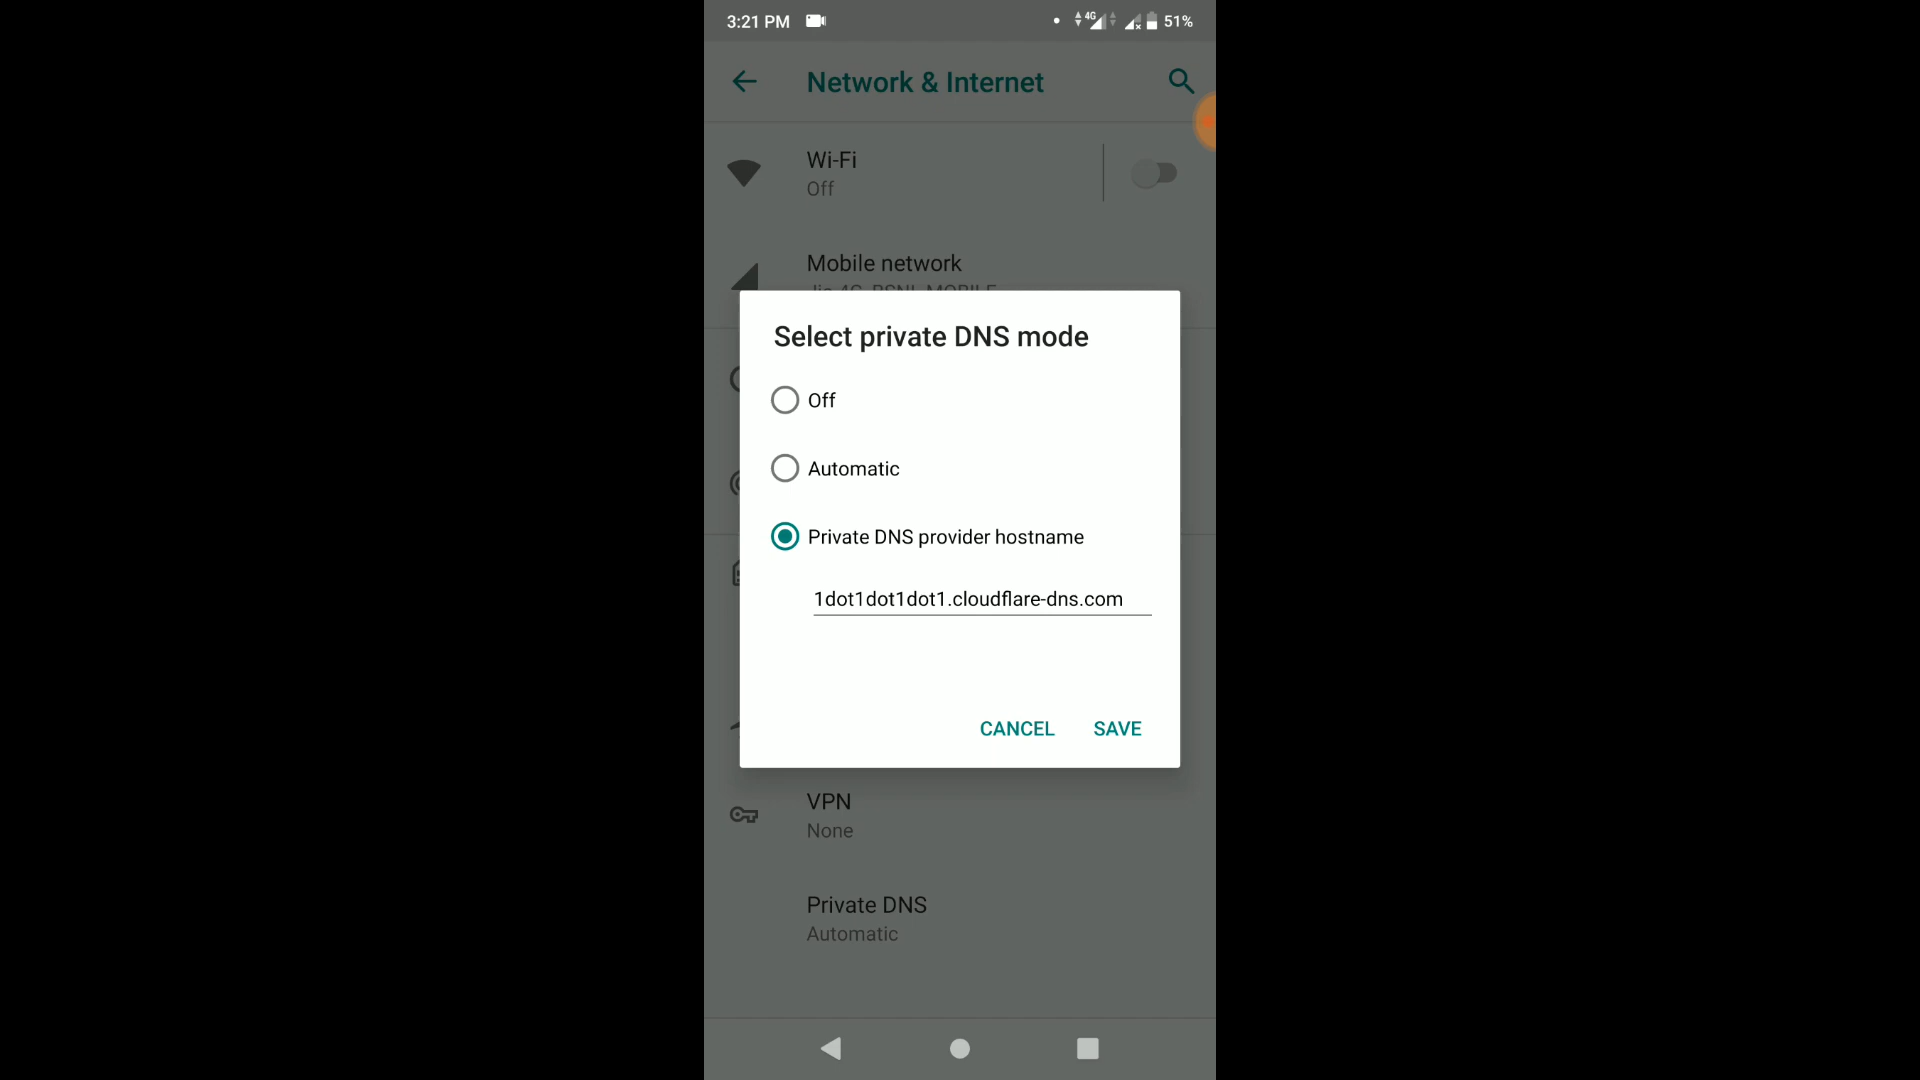 3:21 PM
4G
51%
Network & Internet
Wi-Fi
Off
Mobile network
Select private DNS mode
Off
Automatic
Private DNS provider hostname
1dot1dot1dot1.cloudflare-dns.com
CANCEL
SAVE
VPN
None
Private DNS
Automatic